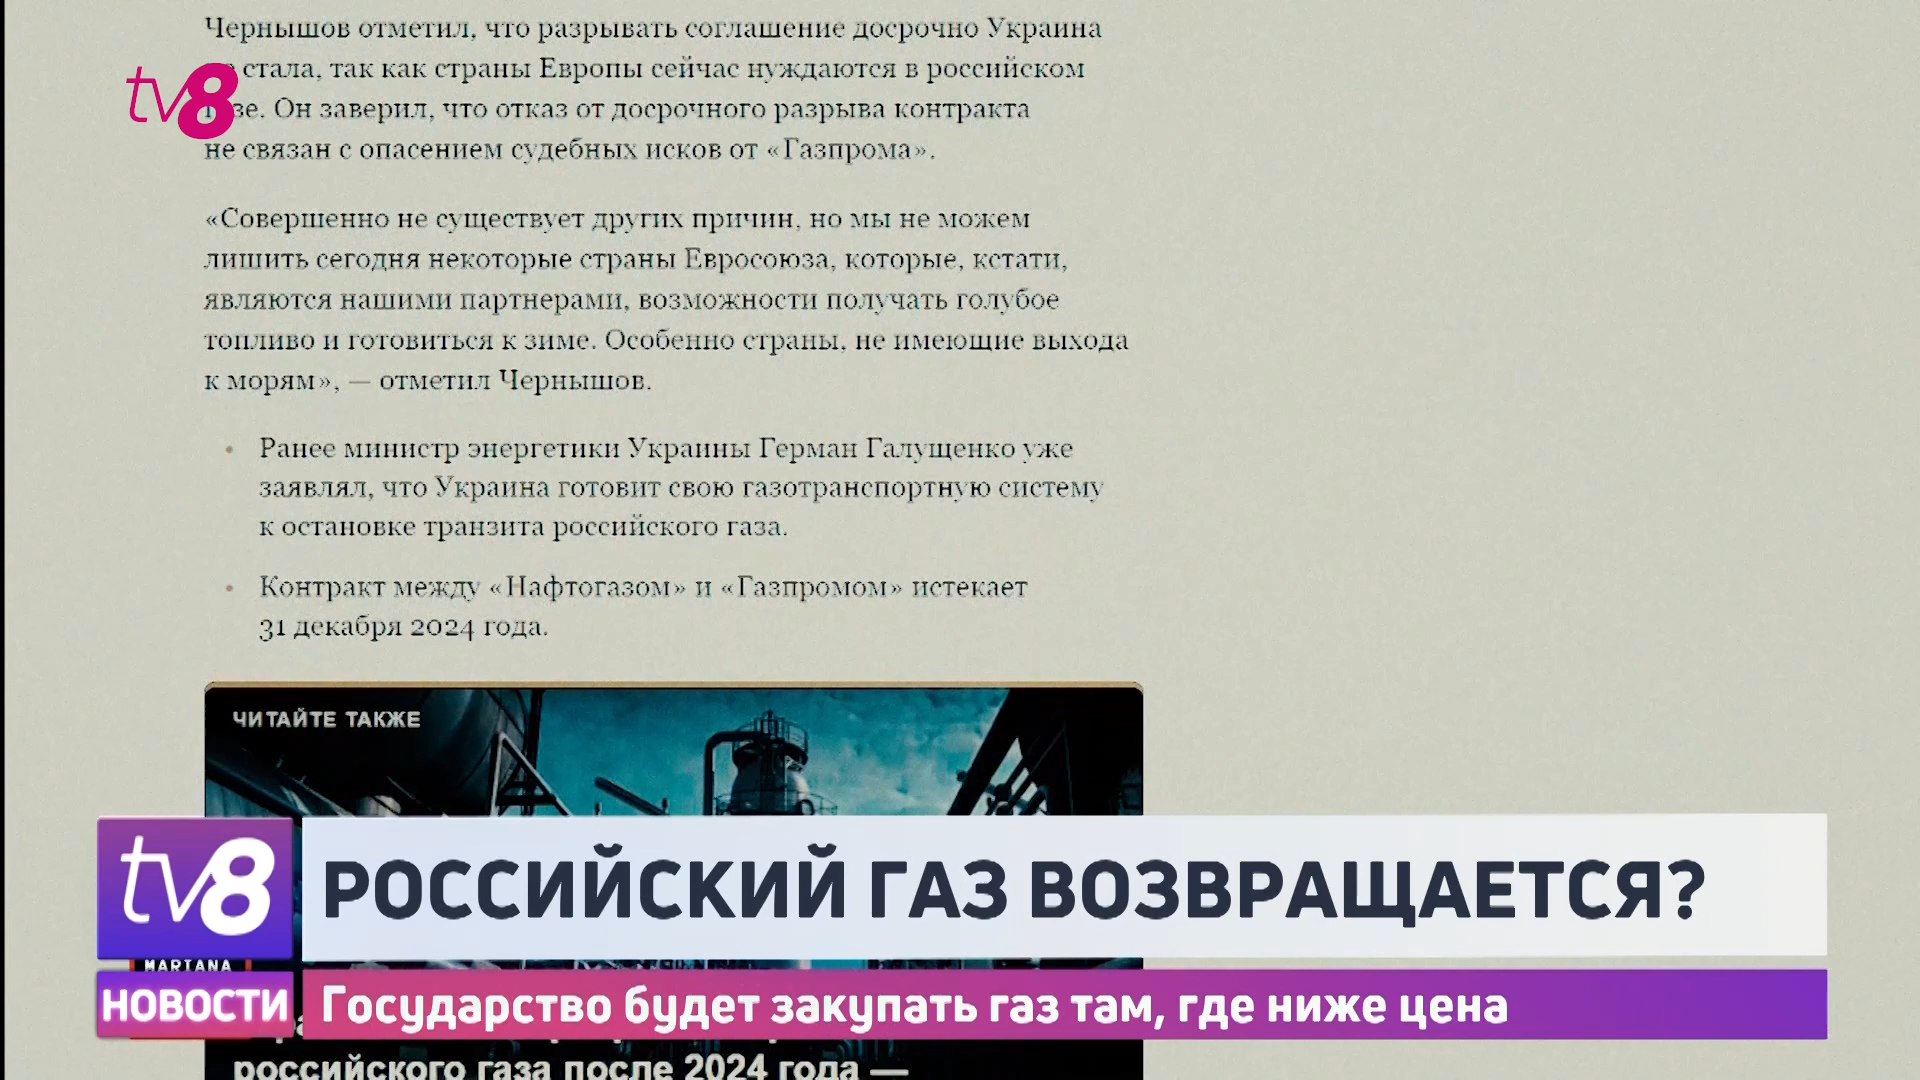 Чернышов отметил, что разрывать соглашение досрочно Украина
стала, так как страны Европы сейчас нуждаются в российском
tv8
Он заверил, что отказ от досрочного разрыва контракта
не связан с опасением судебных исков от «Газпрома».
«Совершенно не существует других причин, но мы не можем
лишить сегодня некоторые страны Евросоюза, которые, кстати,
являются нашими партнерами, возможности получать голубое
топливо и готовиться к зиме. Особенно страны, не имеющие выхода
к морям», — отметил Чернышов.
• Ранее министр энергетики Украины Герман Галущенко уже
заявлял, что Украина готовит свою газотранспортную систему
к остановке транзита российского газа.
• Контракт между «Нафтогазом» и «Газпромом» истекает
31 декабря 2024 года.
ЧИТАЙТЕ ТАКЖЕ
tv8
РОССИЙСКИЙ ГАЗ ВОЗВРАЩАЕТСЯ?
MARIANA
НОВОСТИ
Государство будет закупать газ там, где ниже цена
российского газа после 2024 года —